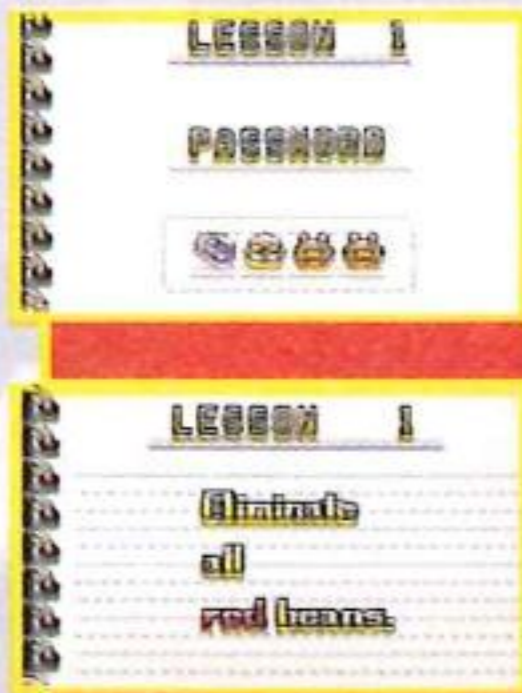 LESSON 1
PASSWORD
LESSON 1
Eliminate
all
red beans.